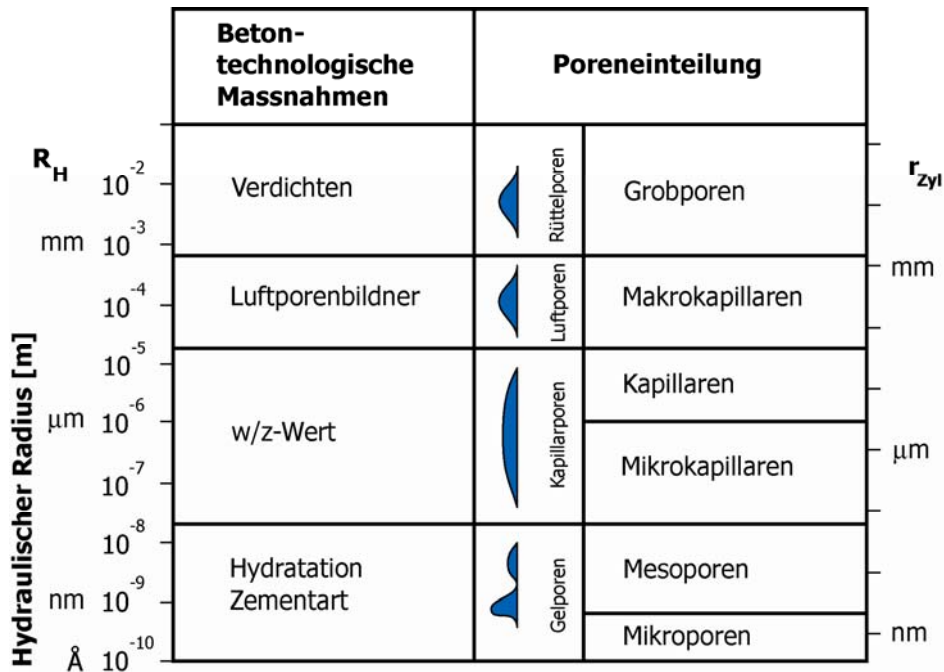 Beton-
technologische
Massnahmen
Poreneinteilung
R_H
r_Zyl
Hydraulischer Radius [m]
10^-2
mm 10^-3
10^-4
10^-5
µm 10^-6
10^-7
10^-8
nm 10^-9
Å 10^-10
Verdichten
Rüttelporen
Grobporen
Luftporenbildner
Luftporen
Makrokapillaren
w/z-Wert
Kapillarporen
Kapillaren
Mikrokapillaren
Hydratation
Zementart
Gelporen
Mesoporen
Mikroporen
mm
µm
nm